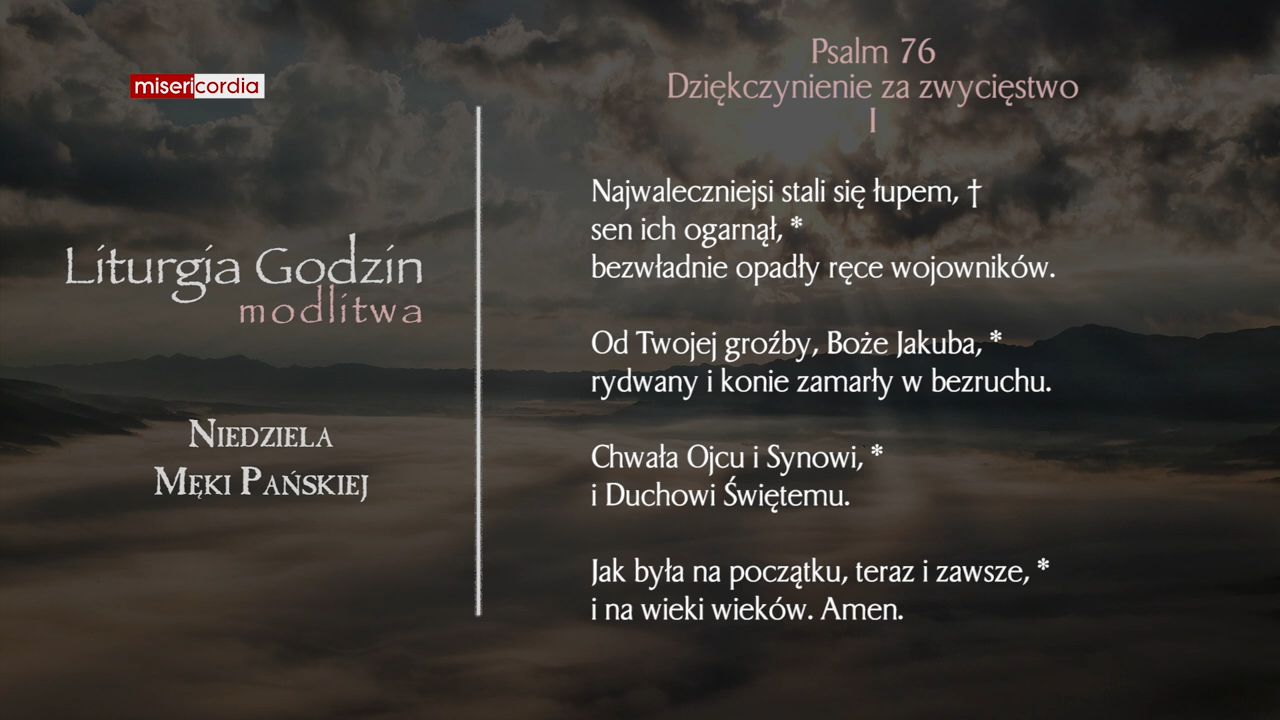 misericordia
Liturgia Godzin
modlitwa
Niedziela
Męki Pańskiej
Psalm 76
Dziękczynienie za zwycięstwo
I
Najwaleczniejsi stali się łupem, †
sen ich ogarnął, *
bezwładnie opadły ręce wojowników.
Od Twojej groźby, Boże Jakuba, *
rydwany i konie zamarły w bezruchu.
Chwała Ojcu i Synowi, *
i Duchowi Świętemu.
Jak była na początku, teraz i zawsze, *
i na wieki wieków. Amen.